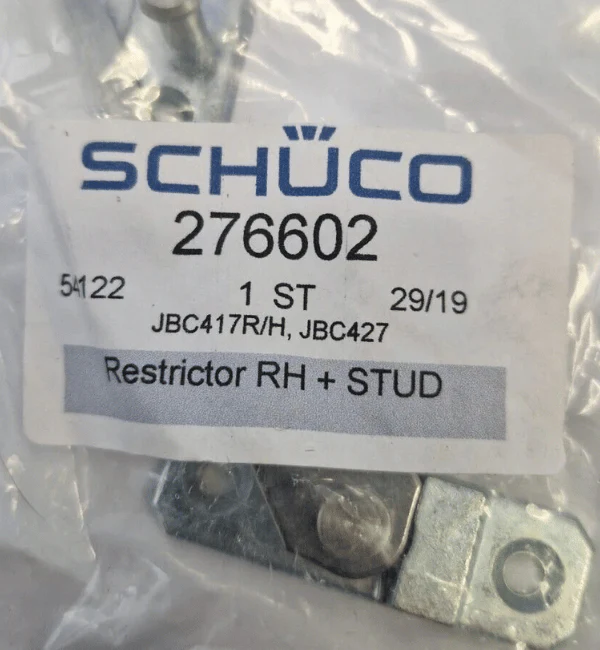 SCHÜCO
276602
54122 1 ST 29/19
JBC417R/H, JBC427
Restrictor RH + STUD